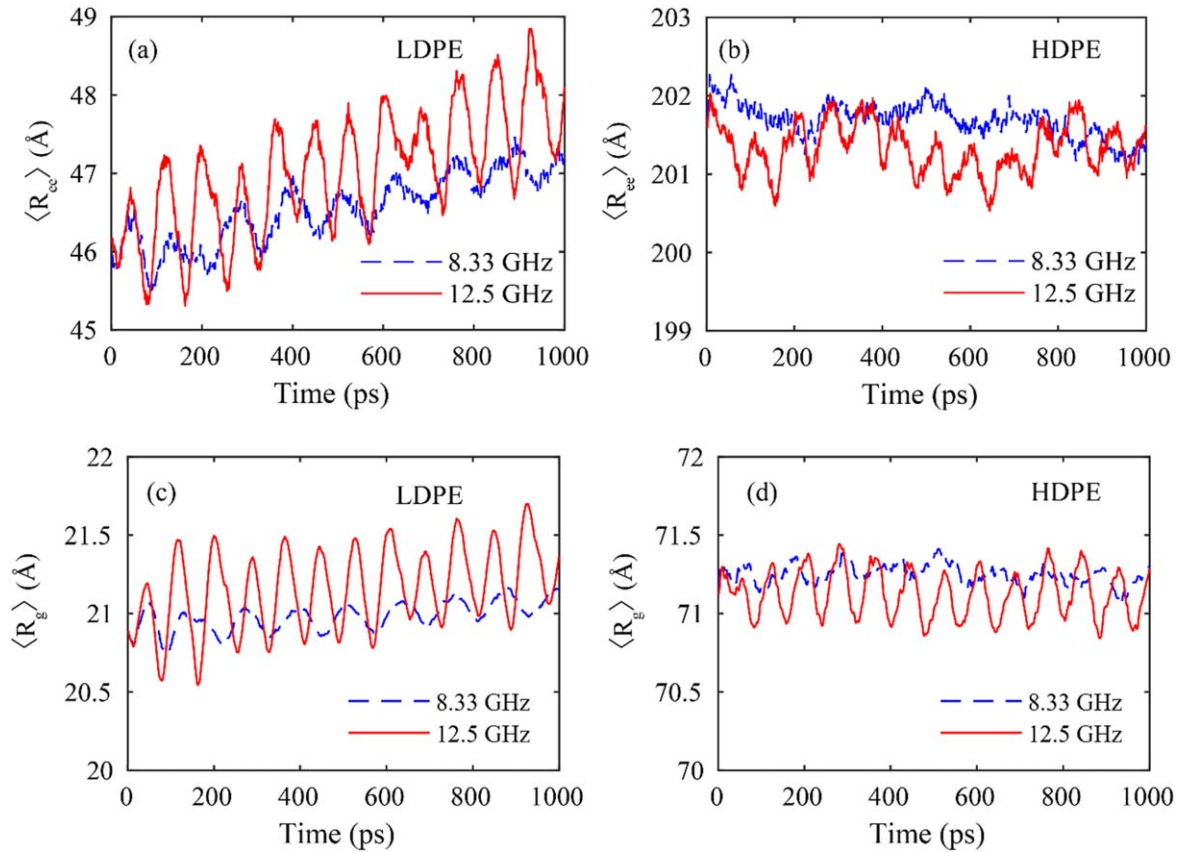 (a) LDPE
49
48
47
46
45
⟨Ree⟩ (Å)
8.33 GHz
12.5 GHz
0 200 400 600 800 1000
Time (ps)
(b) HDPE
203
202
201
200
199
⟨Ree⟩ (Å)
8.33 GHz
12.5 GHz
0 200 400 600 800 1000
Time (ps)
(c) LDPE
22
21.5
21
20.5
20
⟨Rg⟩ (Å)
8.33 GHz
12.5 GHz
0 200 400 600 800 1000
Time (ps)
(d) HDPE
72
71.5
71
70.5
70
⟨Rg⟩ (Å)
8.33 GHz
12.5 GHz
0 200 400 600 800 1000
Time (ps)